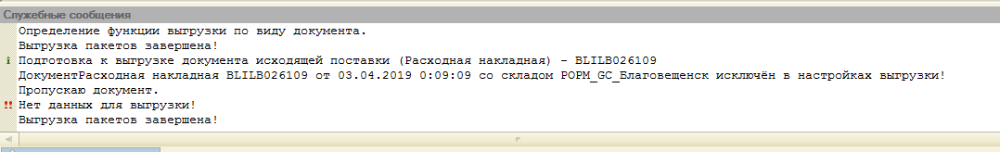 Служебные сообщения
Определение функции выгрузки по виду документа.
Выгрузка пакетов завершена!
Подготовка к выгрузке документа исходящей поставки (Расходная накладная) - BLILB026109
ДокументРасходная накладная BLILB026109 от 03.04.2019 0:09:09 со складом POPM_GC_Благовещенск исключён в настройках выгрузки!
Пропускаю документ.
Нет данных для выгрузки!
Выгрузка пакетов завершена!